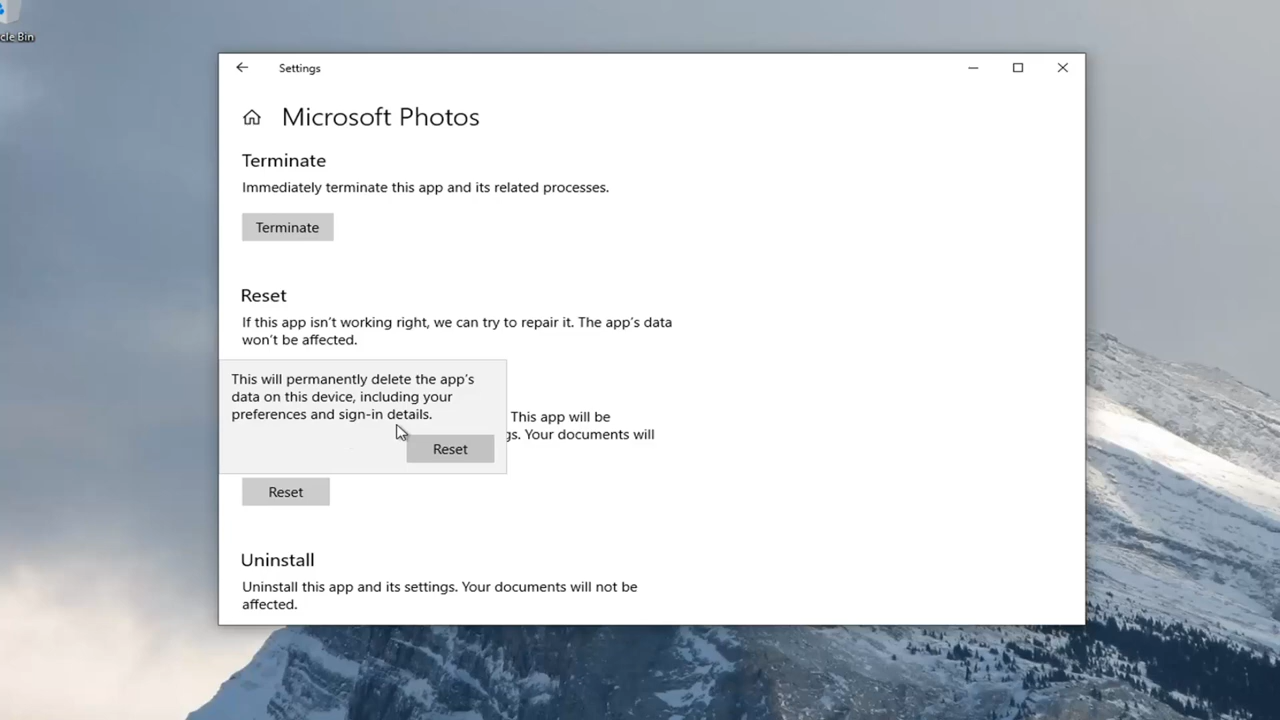 cle Bin
Settings
Microsoft Photos
Terminate
Immediately terminate this app and its related processes.
Terminate
Reset
If this app isn’t working right, we can try to repair it. The app’s data
won’t be affected.
This will permanently delete the app’s
data on this device, including your
preferences and sign-in details.
Reset
This app will be
gs. Your documents will
Reset
Uninstall
Uninstall this app and its settings. Your documents will not be
affected.